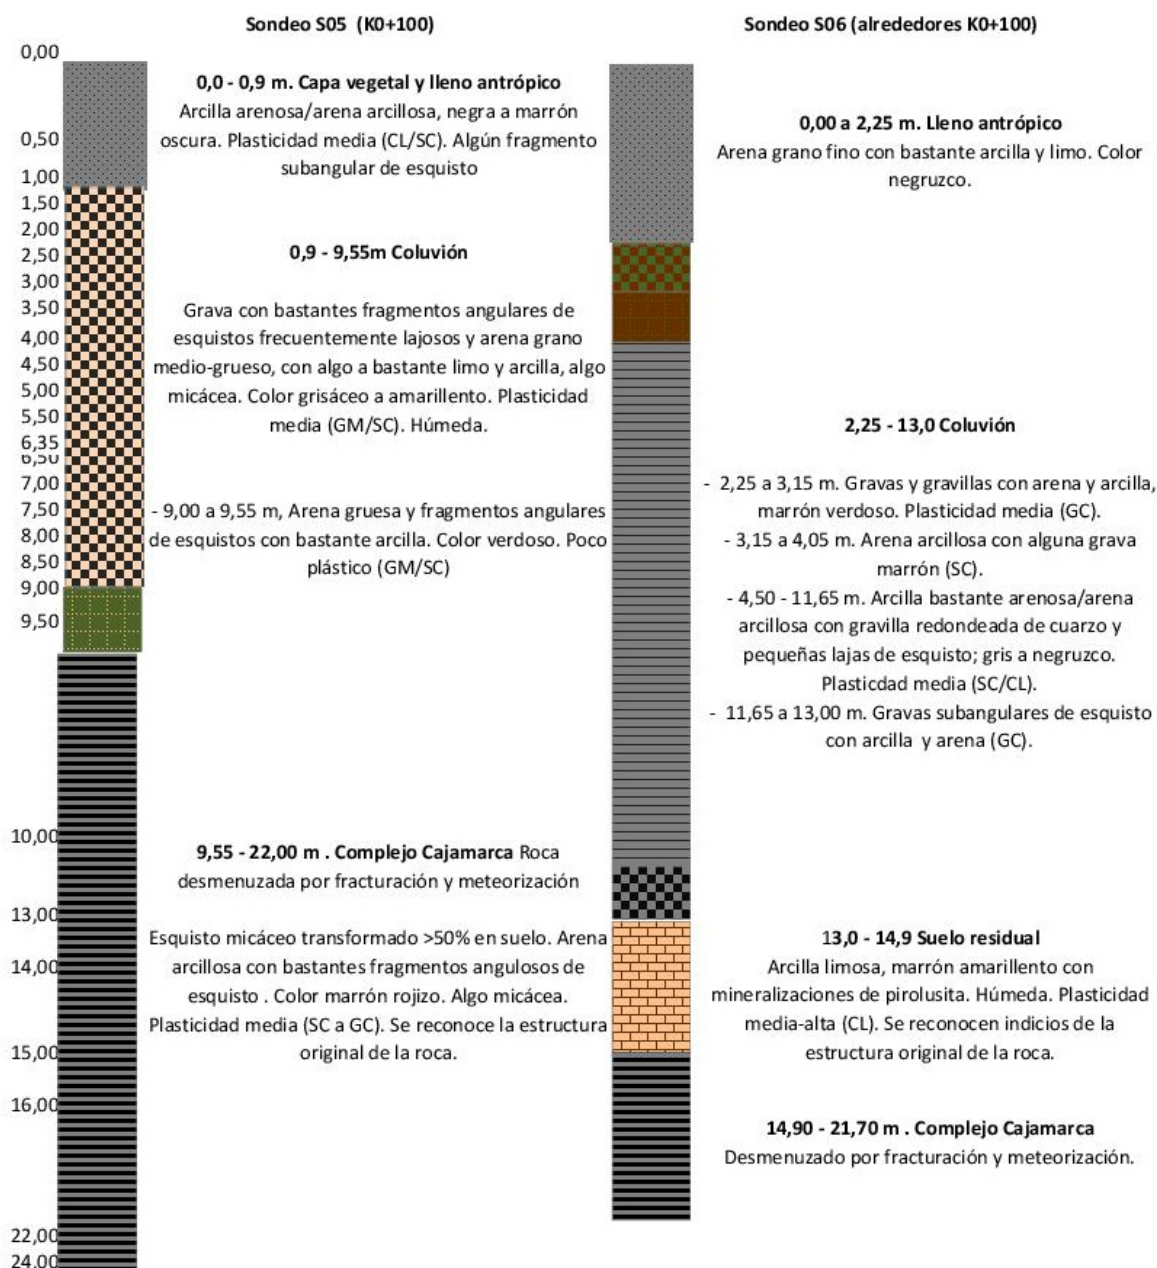 Sondeo S05 (K0+100)
0,00
0,50
1,00
1,50
2,00
2,50
3,00
3,50
4,00
4,50
5,00
5,50
6,35
6,50
7,00
7,50
8,00
8,50
9,00
9,50
10,00
13,00
14,00
15,00
16,00
22,00
24,00
0,0 - 0,9 m. Capa vegetal y lleno antrópico
Arcilla arenosa/arena arcillosa, negra a marrón
oscura. Plasticidad media (CL/SC). Algún fragmento
subangular de esquisto
0,9 - 9,55m Coluvión
Grava con bastantes fragmentos angulares de
esquistos frecuentemente lajosos y arena grano
medio-grueso, con algo a bastante limo y arcilla, algo
micácea. Color grisáceo a amarillento. Plasticidad
media (GM/SC). Húmeda.
- 9,00 a 9,55 m, Arena gruesa y fragmentos angulares
de esquistos con bastante arcilla. Color verdoso. Poco
plástico (GM/SC)
9,55 - 22,00 m . Complejo Cajamarca Roca
desmenuzada por fracturación y meteorización
Esquisto micáceo transformado >50% en suelo. Arena
arcillosa con bastantes fragmentos angulosos de
esquisto . Color marrón rojizo. Algo micácea.
Plasticidad media (SC a GC). Se reconoce la estructura
original de la roca.
Sondeo S06 (alrededores K0+100)
0,00 a 2,25 m. Lleno antrópico
Arena grano fino con bastante arcilla y limo. Color
negruzco.
2,25 - 13,0 Coluvión
- 2,25 a 3,15 m. Gravas y gravillas con arena y arcilla,
marrón verdoso. Plasticidad media (GC).
- 3,15 a 4,05 m. Arena arcillosa con alguna grava
marrón (SC).
- 4,50 - 11,65 m. Arcilla bastante arenosa/arena
arcillosa con gravilla redondeada de cuarzo y
pequeñas lajas de esquisto; gris a negruzco.
Plasticdad media (SC/CL).
- 11,65 a 13,00 m. Gravas subangulares de esquisto
con arcilla y arena (GC).
13,0 - 14,9 Suelo residual
Arcilla limosa, marrón amarillento con
mineralizaciones de pirolusita. Húmeda. Plasticidad
media-alta (CL). Se reconocen indicios de la
estructura original de la roca.
14,90 - 21,70 m . Complejo Cajamarca
Desmenuzado por fracturación y meteorización.